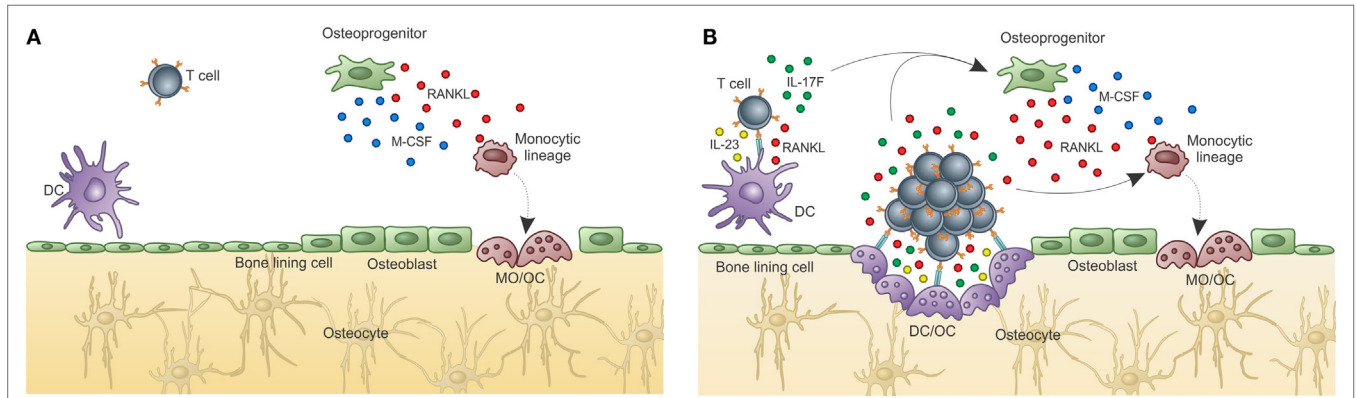 A
Osteoprogenitor
T cell
RANKL
M-CSF
Monocytic
lineage
DC
Bone lining cell
Osteoblast
MO/OC
Osteocyte
B
Osteoprogenitor
T cell
IL-17F
M-CSF
IL-23
RANKL
RANKL
Monocytic
lineage
DC
Bone lining cell
Osteoblast
MO/OC
DC/OC
Osteocyte